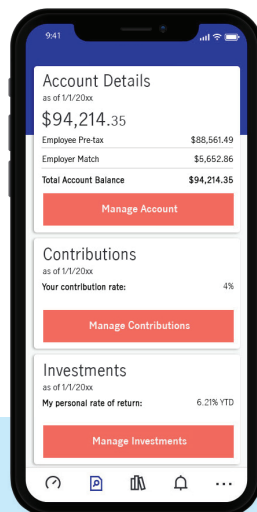 9:41
Account Details
as of 1/1/20xx
$94,214.35
Employee Pre-tax $88,561.49
Employer Match $5,652.86
Total Account Balance $94,214.35
Manage Account
Contributions
as of 1/1/20xx
Your contribution rate: 4%
Manage Contributions
Investments
as of 1/1/20xx
My personal rate of return: 6.21% YTD
Manage Investments